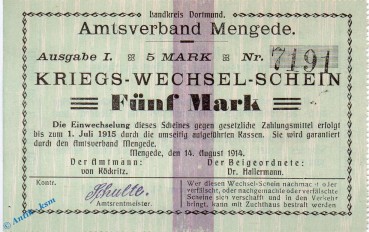 Landkreis Dortmund.
Amtsverband Mengede.
Ausgabe I. 5 MARK Nr. 7191
KRIEGS-WECHSEL-SCHEIN
Fünf Mark
Die Einwechselung dieses Scheines gegen gesetzliche Zahlungsmittel erfolgt
bis zum 1. Juli 1915 durch die umseitig aufgeführten Kassen. Sie wird garantiert
durch den Amtsverband Mengede.
Mengede, den 14. August 1914.
Der Amtmann: Der Beigeordnete:
von Rödcritz. Dr. Hallermann.
Kontr. Schulte.
Amtsrentmeister.
Wer diesen Wechsel-Schein nachmacht oder
verfälscht, oder nachgemachte oder verfälschte
Scheine sich verschafft und in den Verkehr
bringt, kann mit Zuchthaus bestraft werden